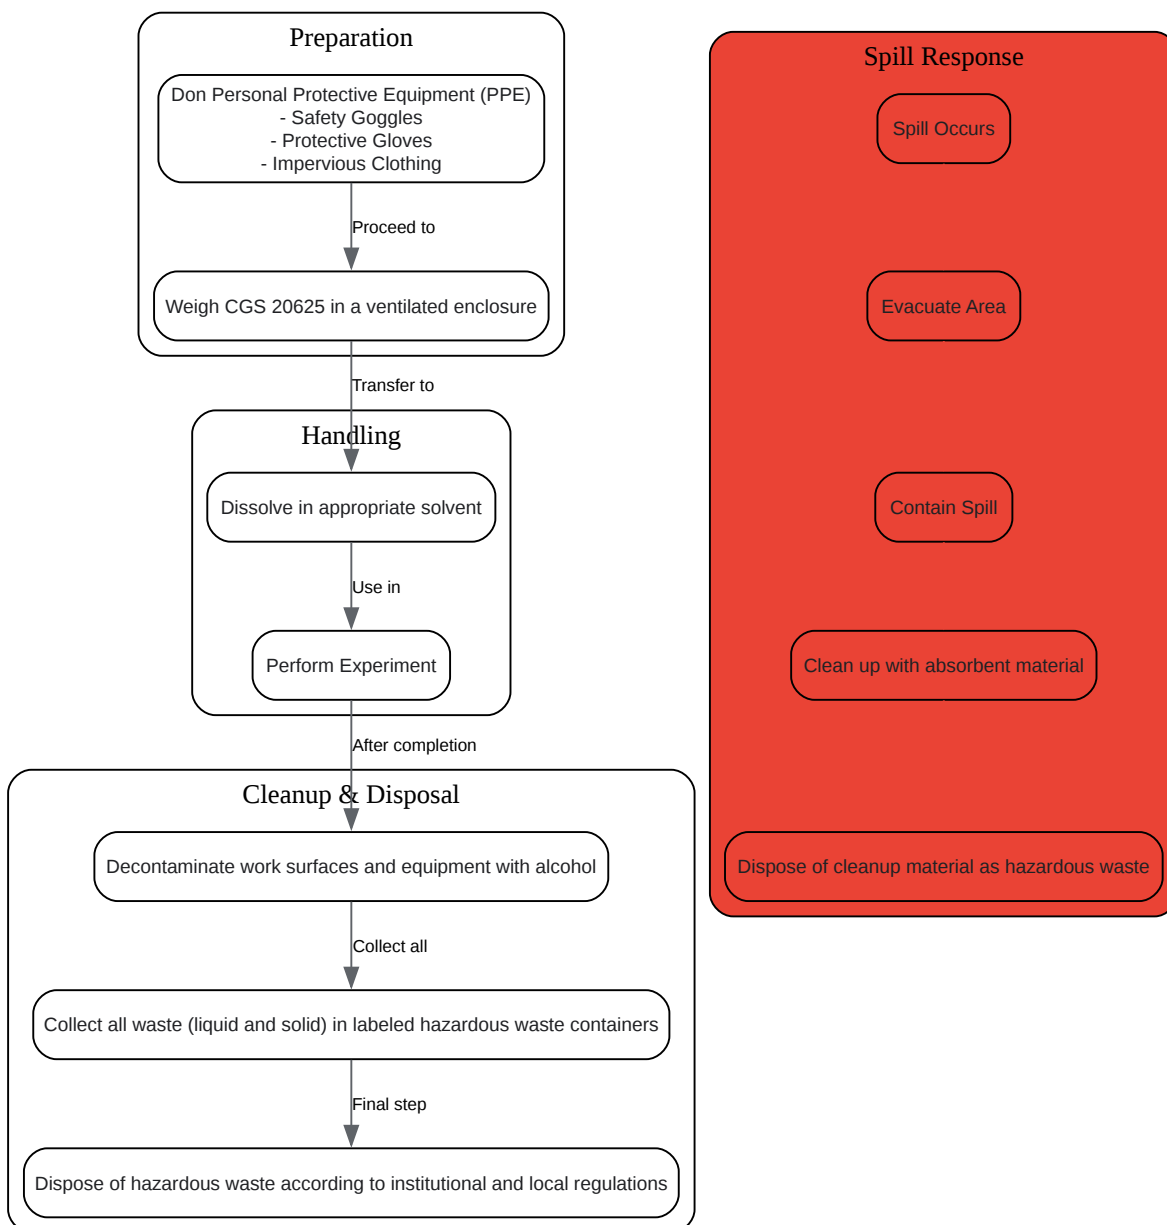 Preparation
Don Personal Protective Equipment (PPE)
- Safety Goggles
- Protective Gloves
- Impervious Clothing
Proceed to
Weigh CGS 20625 in a ventilated enclosure
Transfer to
Handling
Dissolve in appropriate solvent
Use in
Perform Experiment
After completion
Cleanup & Disposal
Decontaminate work surfaces and equipment with alcohol
Collect all
Collect all waste (liquid and solid) in labeled hazardous waste containers
Final step
Dispose of hazardous waste according to institutional and local regulations
Spill Response
Spill Occurs
Evacuate Area
Contain Spill
Clean up with absorbent material
Dispose of cleanup material as hazardous waste